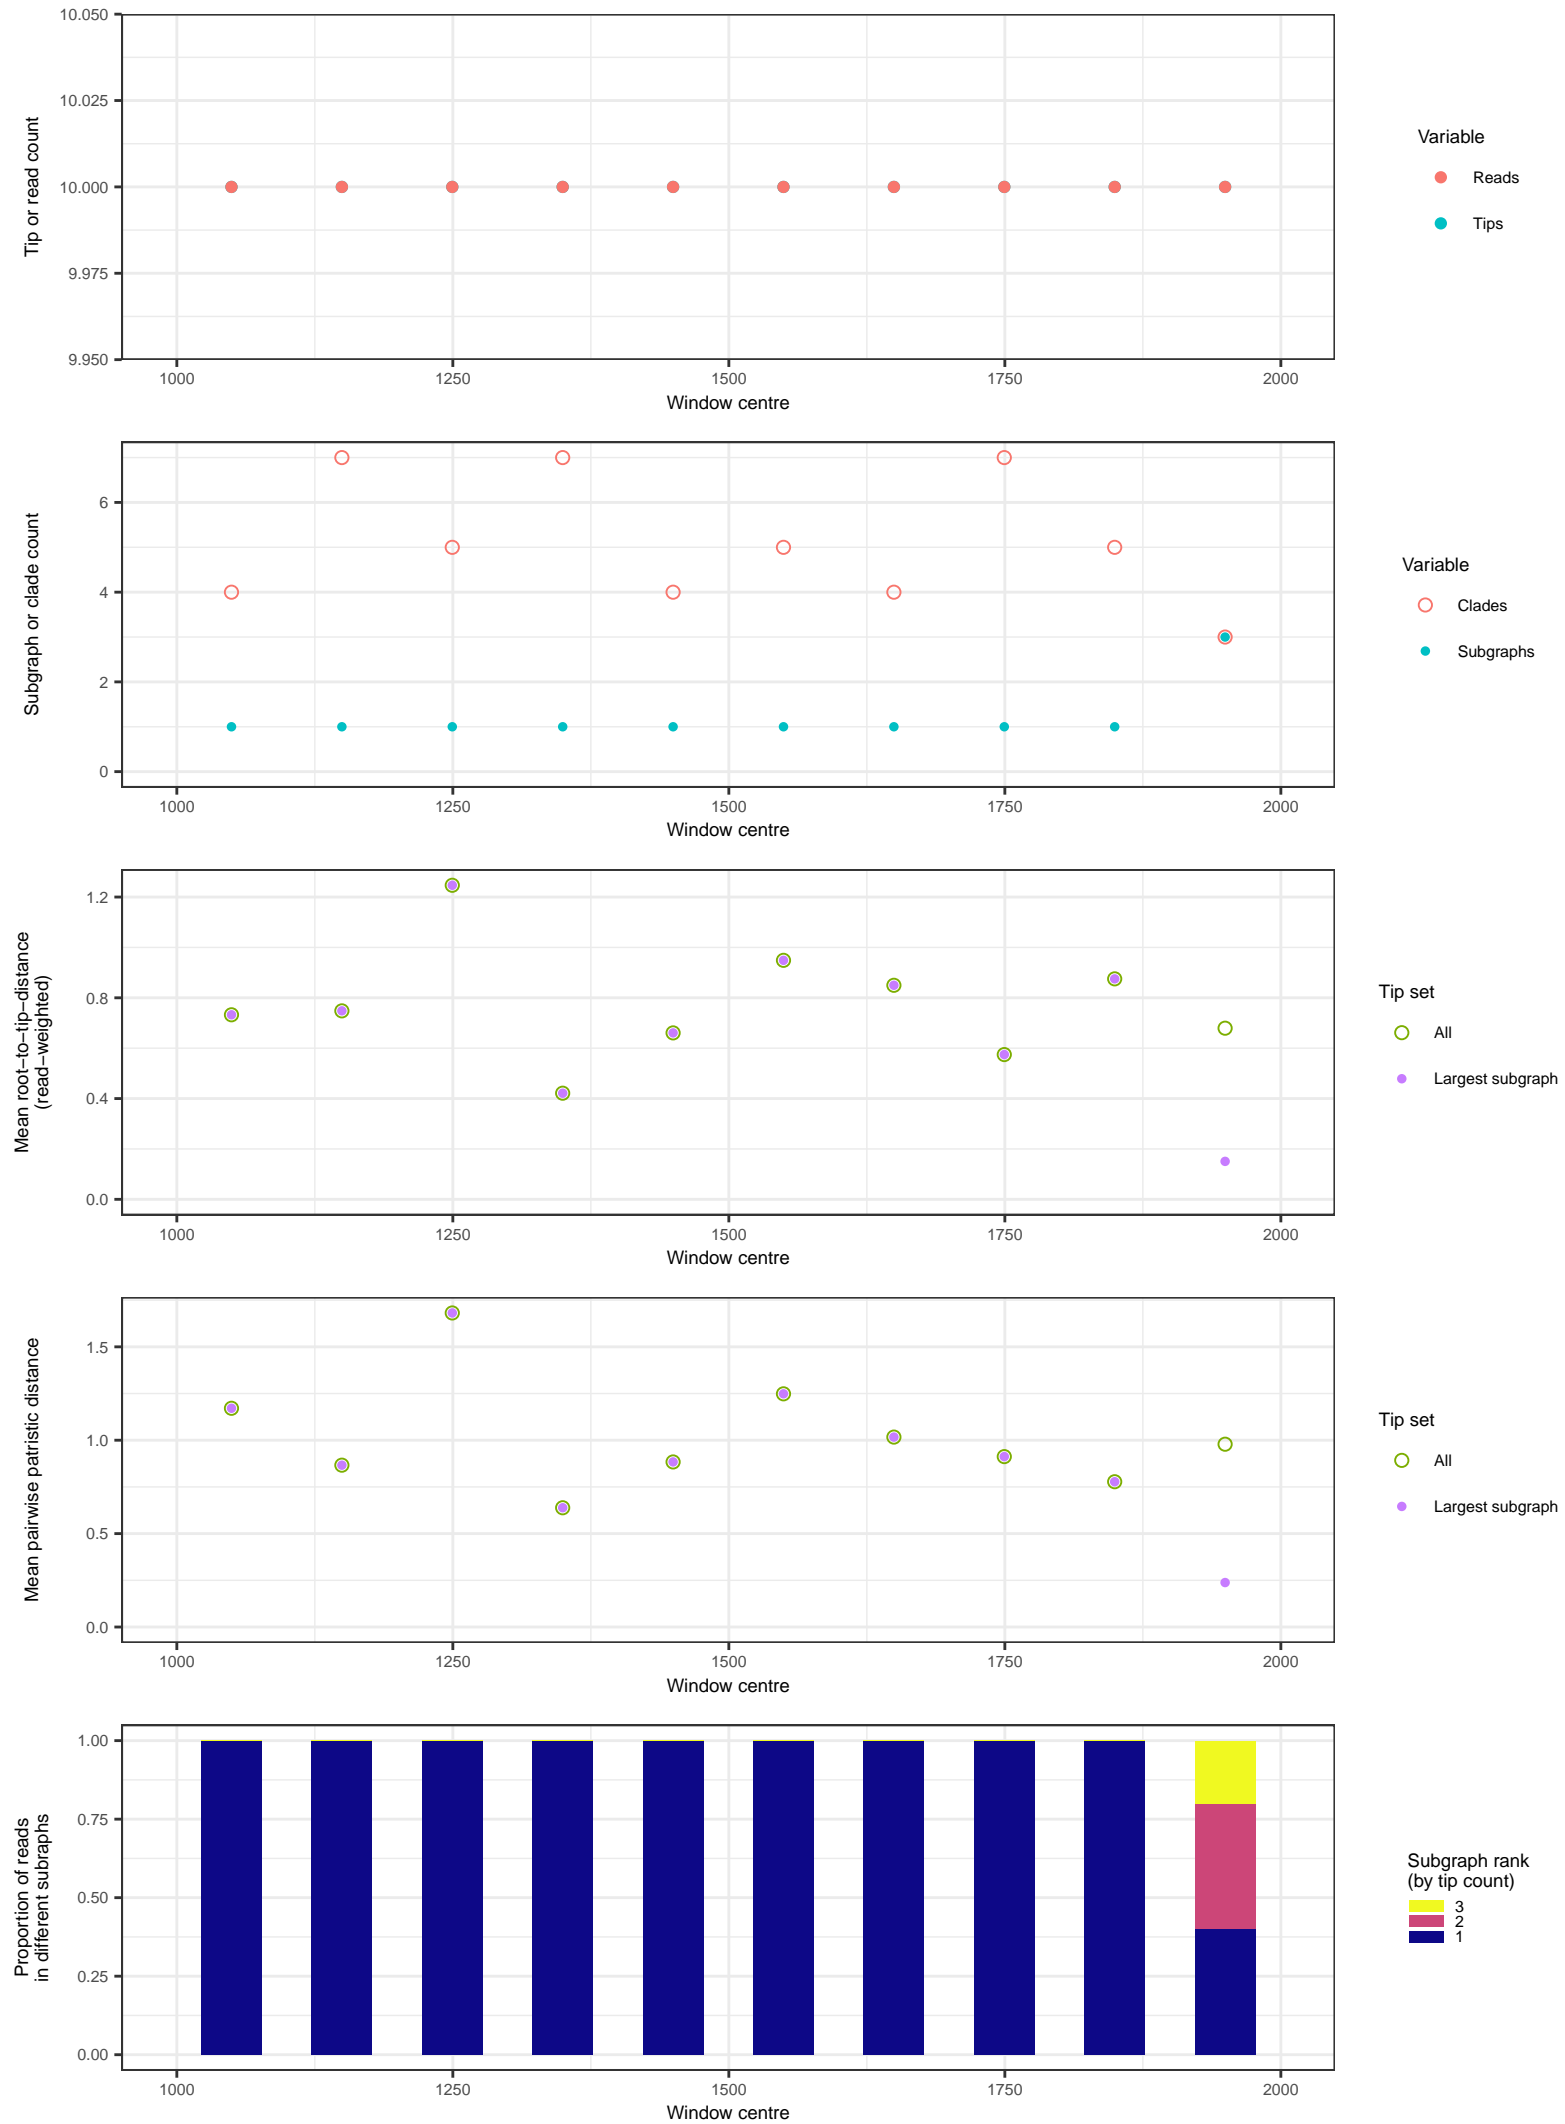 10.050
10.025
10.000
9.975
9.950
Tip or read count
1000 1250 1500 1750 2000
Window centre
Variable
Reads
Tips
6
4
2
0
Subgraph or clade count
1000 1250 1500 1750 2000
Window centre
Variable
Clades
Subgraphs
1.2
0.8
0.4
0.0
Mean root−to−tip−distance
(read−weighted)
1000 1250 1500 1750 2000
Window centre
Tip set
All
Largest subgraph
1.5
1.0
0.5
0.0
Mean pairwise patristic distance
1000 1250 1500 1750 2000
Window centre
Tip set
All
Largest subgraph
1.00
0.75
0.50
0.25
0.00
Proportion of reads
in different subraphs
1000 1250 1500 1750 2000
Window centre
Subgraph rank
(by tip count)
3
2
1